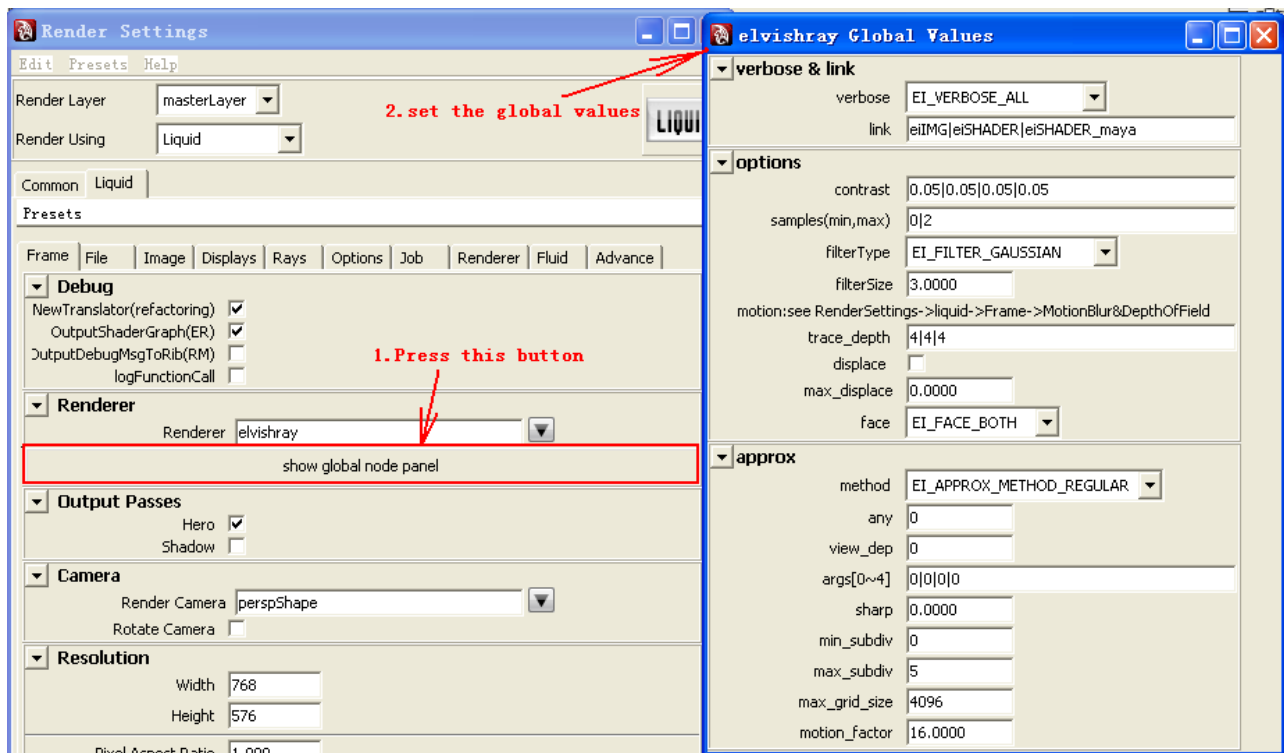 Render Settings
Edit Presets Help
Render Layer masterLayer
Render Using Liquid
2.set the global values
LIQUI
Common Liquid
Presets
Frame File Image Displays Rays Options Job Renderer Fluid Advance
Debug
NewTranslator(refactoring)
OutputShaderGraph(ER)
OutputDebugMsgToRib(RM)
logFunctionCall
1.Press this button
Renderer
Renderer elvishray
show global node panel
Output Passes
Hero
Shadow
Camera
Render Camera perspShape
Rotate Camera
Resolution
Width 768
Height 576
Pixel Aspect Ratio 1.000
elvishray Global Values
verbose & link
verbose EI_VERBOSE_ALL
link eiIMG|eiSHADER|eiSHADER_maya
options
contrast 0.05|0.05|0.05|0.05
samples(min,max) 0|2
filterType EI_FILTER_GAUSSIAN
filterSize 3.0000
motion:see RenderSettings->liquid->Frame->MotionBlur&DepthOfField
trace_depth 4|4|4
displace
max_displace 0.0000
face EI_FACE_BOTH
approx
method EI_APPROX_METHOD_REGULAR
any 0
view_dep 0
args[0~4] 0|0|0|0
sharp 0.0000
min_subdiv 0
max_subdiv 5
max_grid_size 4096
motion_factor 16.0000